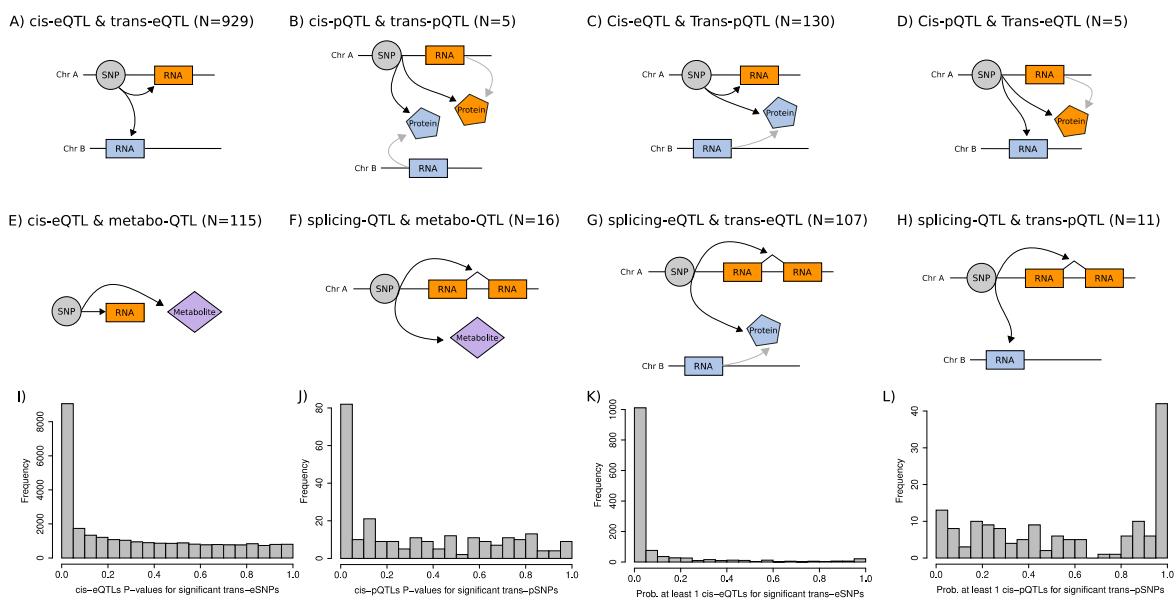 A) cis-eQTL & trans-eQTL (N=929)
B) cis-pQTL & trans-pQTL (N=5)
C) Cis-eQTL & Trans-pQTL (N=130)
D) Cis-pQTL & Trans-eQTL (N=5)
Chr A
SNP
RNA
Chr B
RNA
Chr A
SNP
RNA
Protein
Protein
Chr B
RNA
Chr A
SNP
RNA
Protein
Chr B
RNA
Chr A
SNP
RNA
Protein
Chr B
RNA
E) cis-eQTL & metabo-QTL (N=115)
F) splicing-QTL & metabo-QTL (N=16)
G) splicing-eQTL & trans-eQTL (N=107)
H) splicing-QTL & trans-pQTL (N=11)
SNP
RNA
Metabolite
Chr A
SNP
RNA
RNA
Metabolite
Chr A
SNP
RNA
RNA
Protein
Chr B
RNA
Chr A
SNP
RNA
RNA
Chr B
RNA
I)
Frequency
0 2000 4000 6000 8000
0.0 0.2 0.4 0.6 0.8 1.0
cis−eQTLs P−values for significant trans−eSNPs
J)
Frequency
0 20 40 60 80
0.0 0.2 0.4 0.6 0.8 1.0
cis−pQTLs P−values for significant trans−pSNPs
K)
Frequency
0 200 400 600 800 1000
0.0 0.2 0.4 0.6 0.8 1.0
Prob. at least 1 cis−eQTLs for significant trans−eSNPs
L)
Frequency
0 10 20 30 40
0.0 0.2 0.4 0.6 0.8 1.0
Prob. at least 1 cis−pQTLs for significant trans−pSNPs